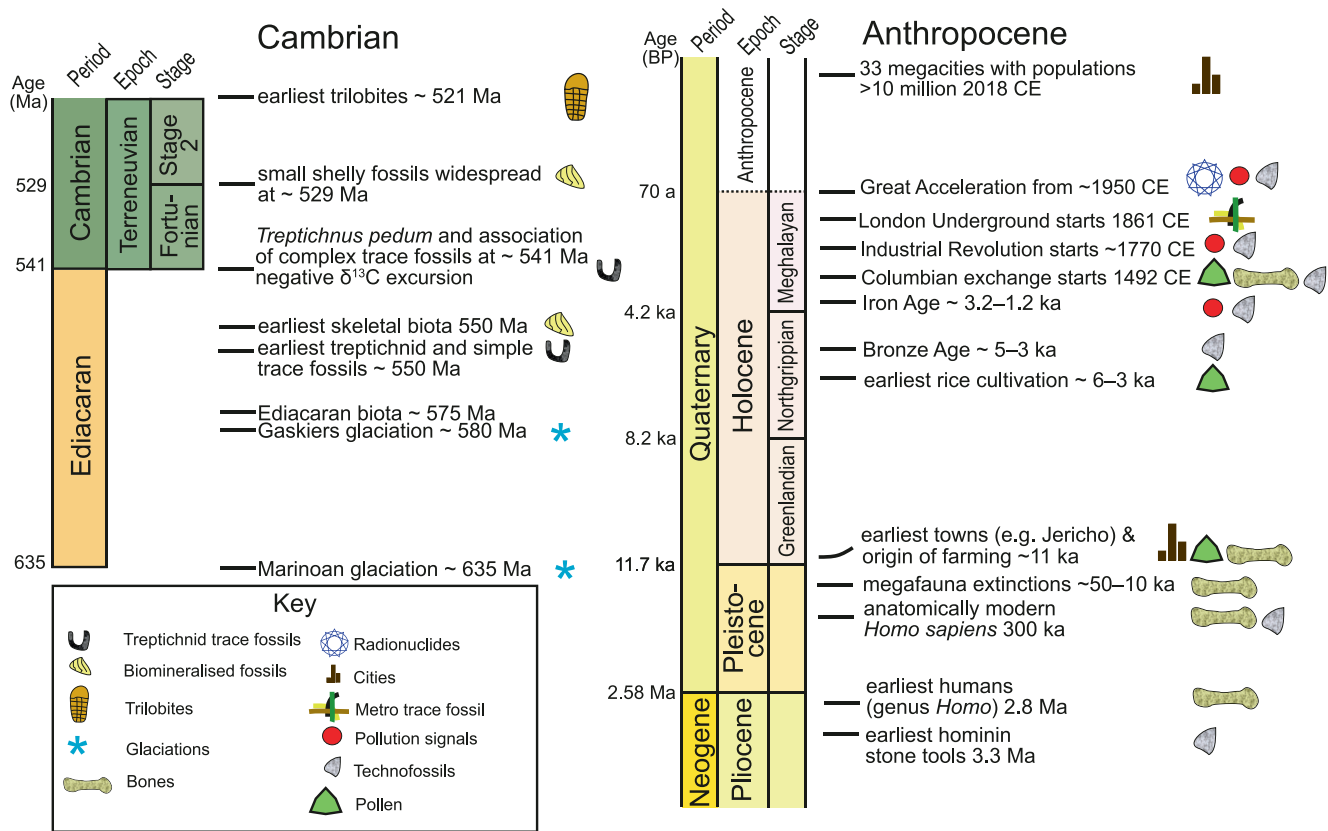 Cambrian
Age
(Ma)
Period
Epoch
Stage
529
541
635
Cambrian
Ediacaran
Terreneuvian
Stage
2
Fortu-
nian
earliest trilobites ~ 521 Ma
small shelly fossils widespread
at ~ 529 Ma
Treptichnus pedum and association
of complex trace fossils at ~ 541 Ma
negative δ¹³C excursion
earliest skeletal biota 550 Ma
earliest treptichnid and simple
trace fossils ~ 550 Ma
Ediacaran biota ~ 575 Ma
Gaskiers glaciation ~ 580 Ma
Marinoan glaciation ~ 635 Ma
Key
Treptichnid trace fossils
Biomineralised fossils
Trilobites
Glaciations
Bones
Radionuclides
Cities
Metro trace fossil
Pollution signals
Technofossils
Pollen
Anthropocene
Age
(BP)
Period
Epoch
Stage
70 a
4.2 ka
8.2 ka
11.7 ka
2.58 Ma
Quaternary
Neogene
Anthropocene
Holocene
Pleisto-
cene
Pliocene
Meghalayan
Northgrippian
Greenlandian
33 megacities with populations
>10 million 2018 CE
Great Acceleration from ~1950 CE
London Underground starts 1861 CE
Industrial Revolution starts ~1770 CE
Columbian exchange starts 1492 CE
Iron Age ~ 3.2–1.2 ka
Bronze Age ~ 5–3 ka
earliest rice cultivation ~ 6–3 ka
earliest towns (e.g. Jericho) &
origin of farming ~11 ka
megafauna extinctions ~50–10 ka
anatomically modern
Homo sapiens 300 ka
earliest humans
(genus Homo) 2.8 Ma
earliest hominin
stone tools 3.3 Ma